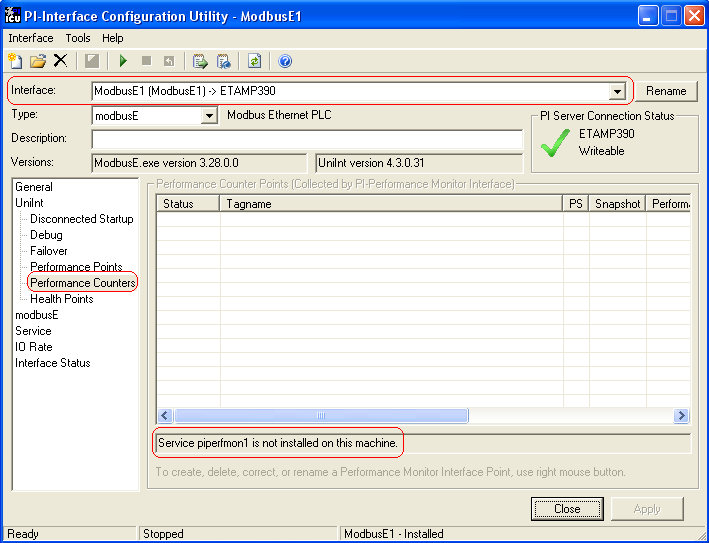 ICU PI-Interface Configuration Utility - ModbusE1
Interface Tools Help
Interface: ModbusE1 (ModbusE1) -> ETAMP390 Rename
Type: modbusE Modbus Ethernet PLC
PI Server Connection Status
ETAMP390
Writeable
Description:
Versions: ModbusE.exe version 3.28.0.0 UniInt version 4.3.0.31
General
UniInt
Disconnected Startup
Debug
Failover
Performance Points
Performance Counters
Health Points
modbusE
Service
IO Rate
Interface Status
Performance Counter Points (Collected by PI-Performance Monitor Interface)
Status Tagname PS Snapshot Performa
Service piperfmon1 is not installed on this machine.
To create, delete, correct, or rename a Performance Monitor Interface Point, use right mouse button.
Close Apply
Ready Stopped ModbusE1 - Installed